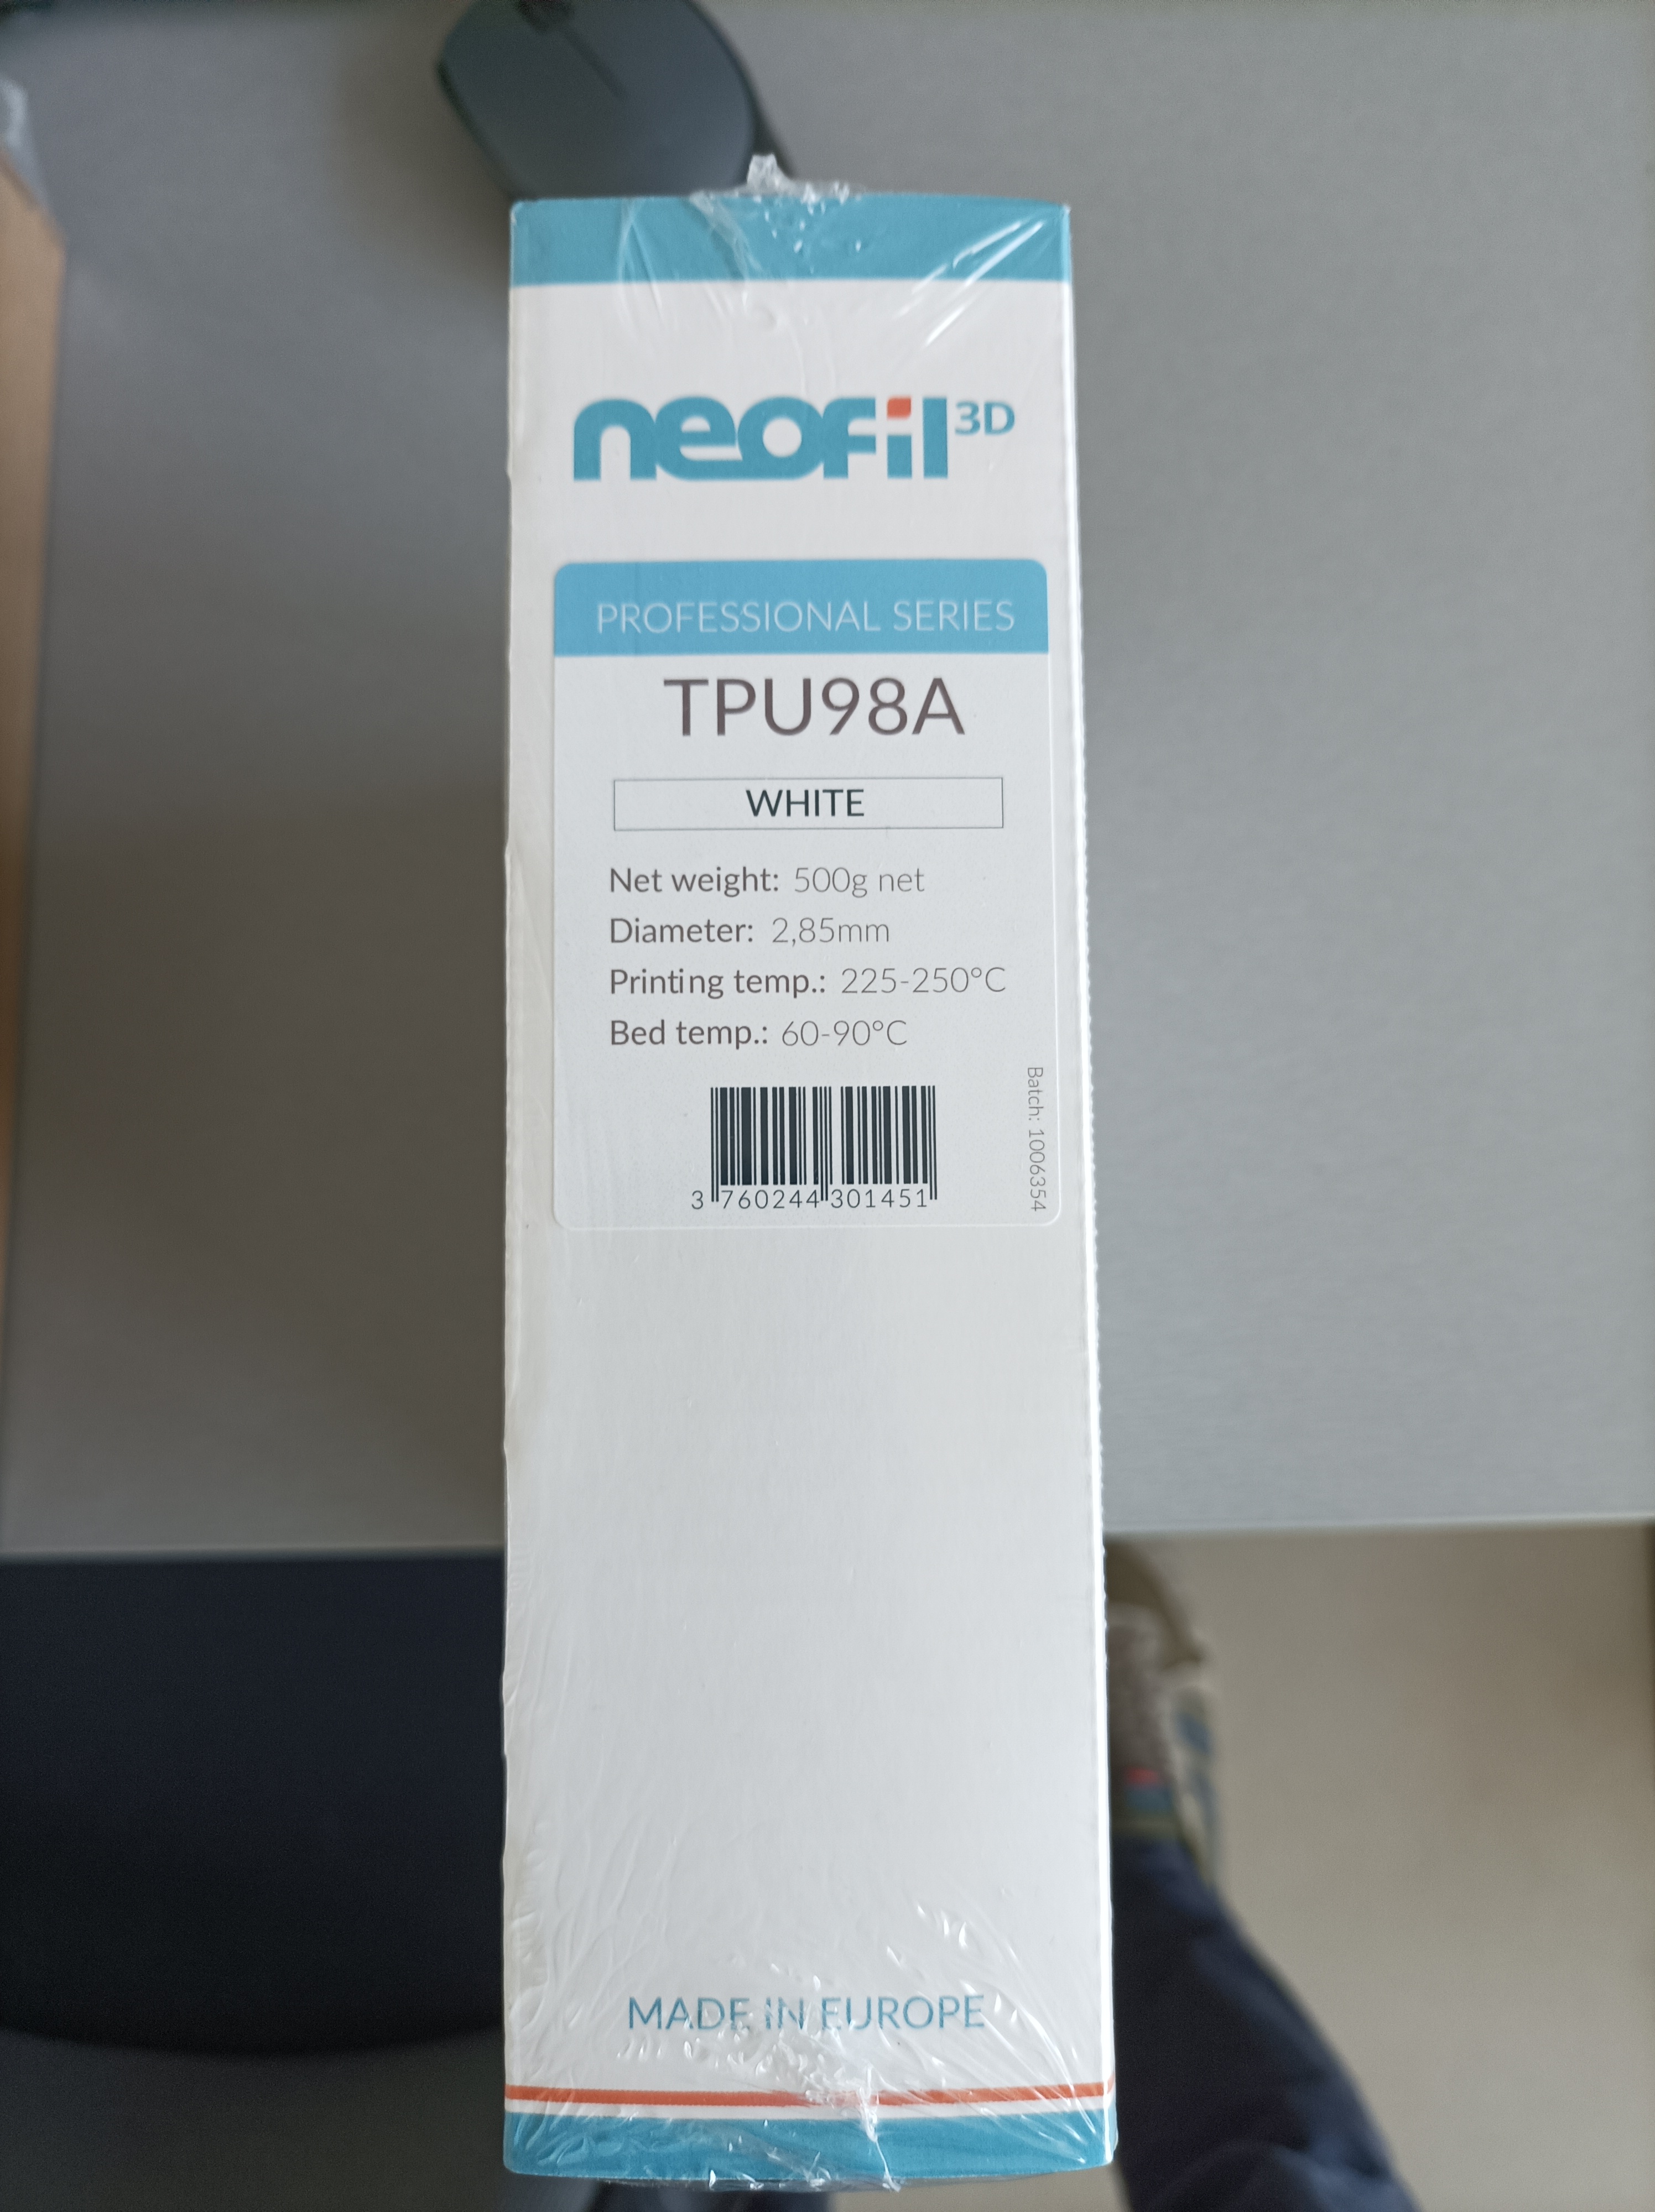 neofil3D
PROFESSIONAL SERIES
TPU98A
WHITE
Net weight: 500g net
Diameter: 2,85mm
Printing temp.: 225-250°C
Bed temp.: 60-90°C
Batch: 1006354
3 760244 301451
MADE IN EUROPE